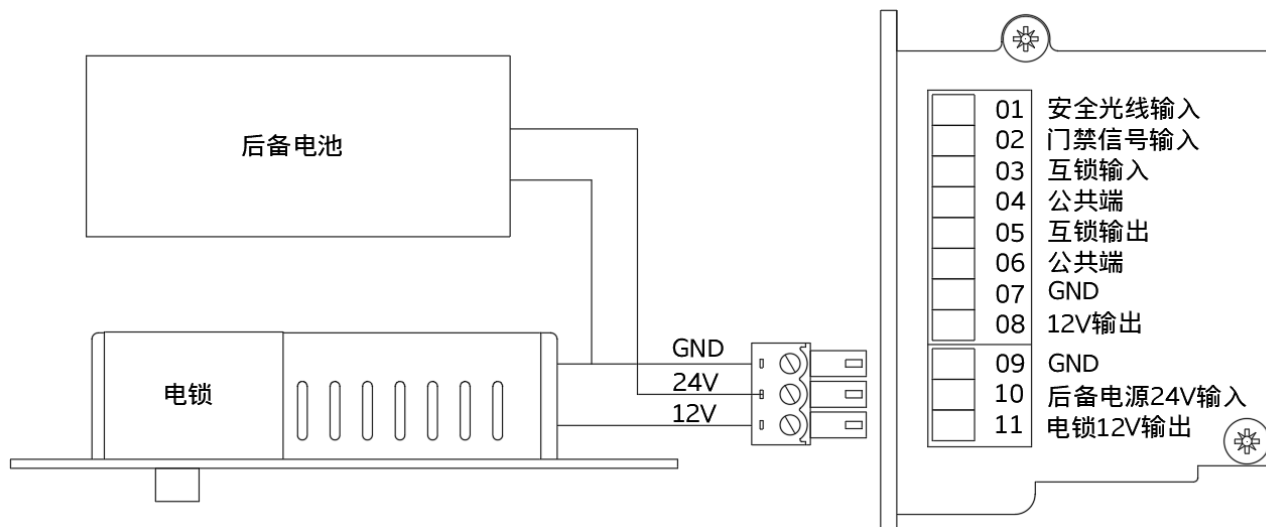 后备电池
电锁
GND
24V
12V
01 安全光线输入
02 门禁信号输入
03 互锁输入
04 公共端
05 互锁输出
06 公共端
07 GND
08 12V输出
09 GND
10 后备电源24V输入
11 电锁12V输出